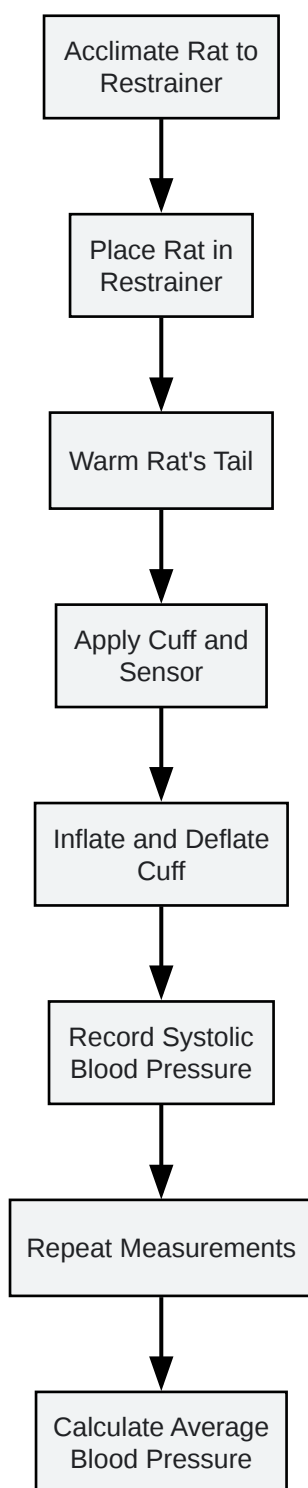 Acclimate Rat to
Restrainer
Place Rat in
Restrainer
Warm Rat's Tail
Apply Cuff and
Sensor
Inflate and Deflate
Cuff
Record Systolic
Blood Pressure
Repeat Measurements
Calculate Average
Blood Pressure